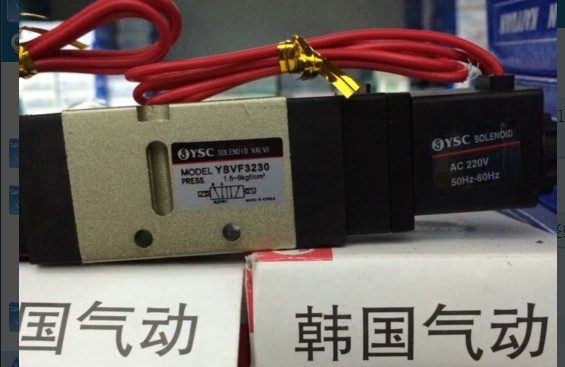 YSC SOLENOID VALVE
MODEL YSVF3230
PRESS. 1.5~9kgf/cm²
MADE IN KOREA
YSC SOLENOID
AC 220V
50Hz-60Hz
国气动
韩国气动